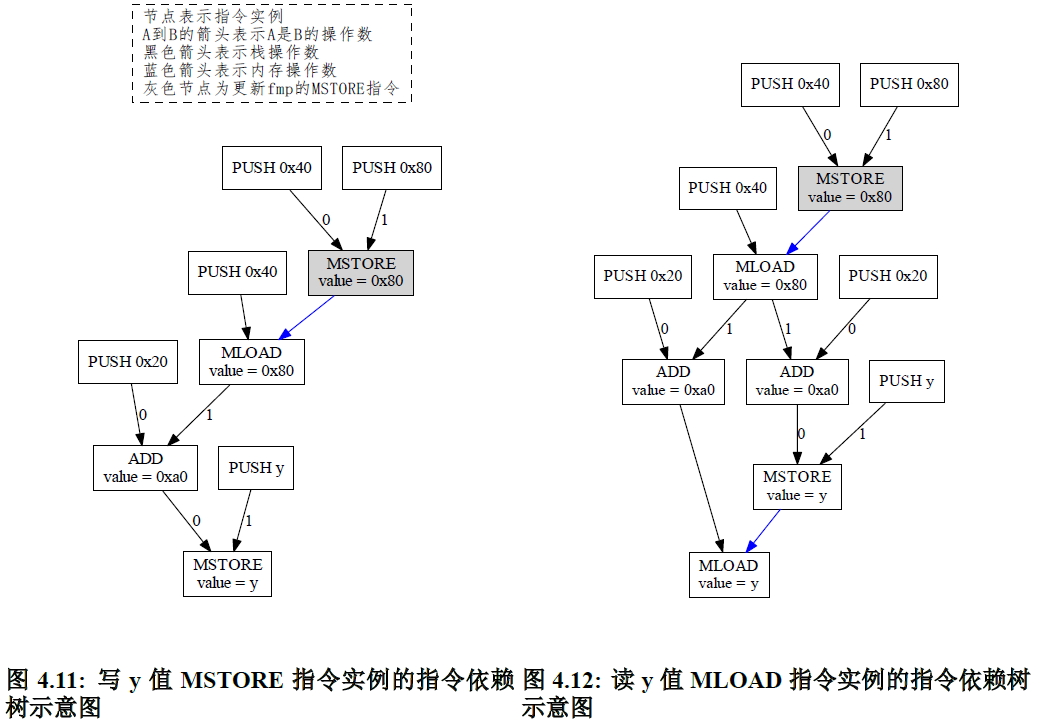 节点表示指令实例
A到B的箭头表示A是B的操作数
黑色箭头表示栈操作数
蓝色箭头表示内存操作数
灰色节点为更新fmp的MSTORE指令
PUSH 0x40
PUSH 0x80
0
1
MSTORE
value = 0x80
PUSH 0x40
MLOAD
value = 0x80
PUSH 0x20
0
1
ADD
value = 0xa0
PUSH y
0
1
MSTORE
value = y
PUSH 0x40
PUSH 0x80
0
1
MSTORE
value = 0x80
PUSH 0x40
MLOAD
value = 0x80
PUSH 0x20
PUSH 0x20
0
1
1
0
ADD
value = 0xa0
ADD
value = 0xa0
PUSH y
0
1
MSTORE
value = y
MLOAD
value = y
图 4.11: 写 y 值 MSTORE 指令实例的指令依赖
树示意图
图 4.12: 读 y 值 MLOAD 指令实例的指令依赖树
示意图